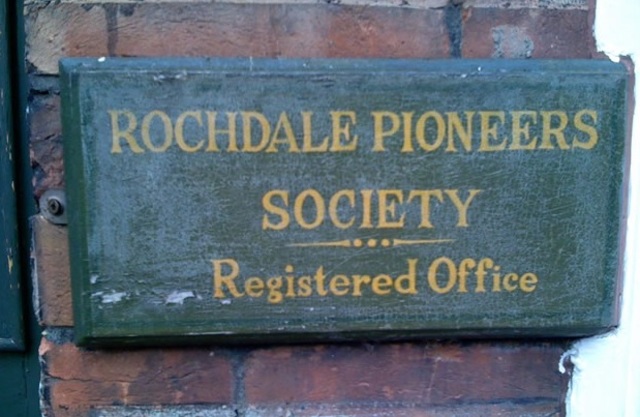 ROCHDALE PIONEERS
SOCIETY
Registered Office